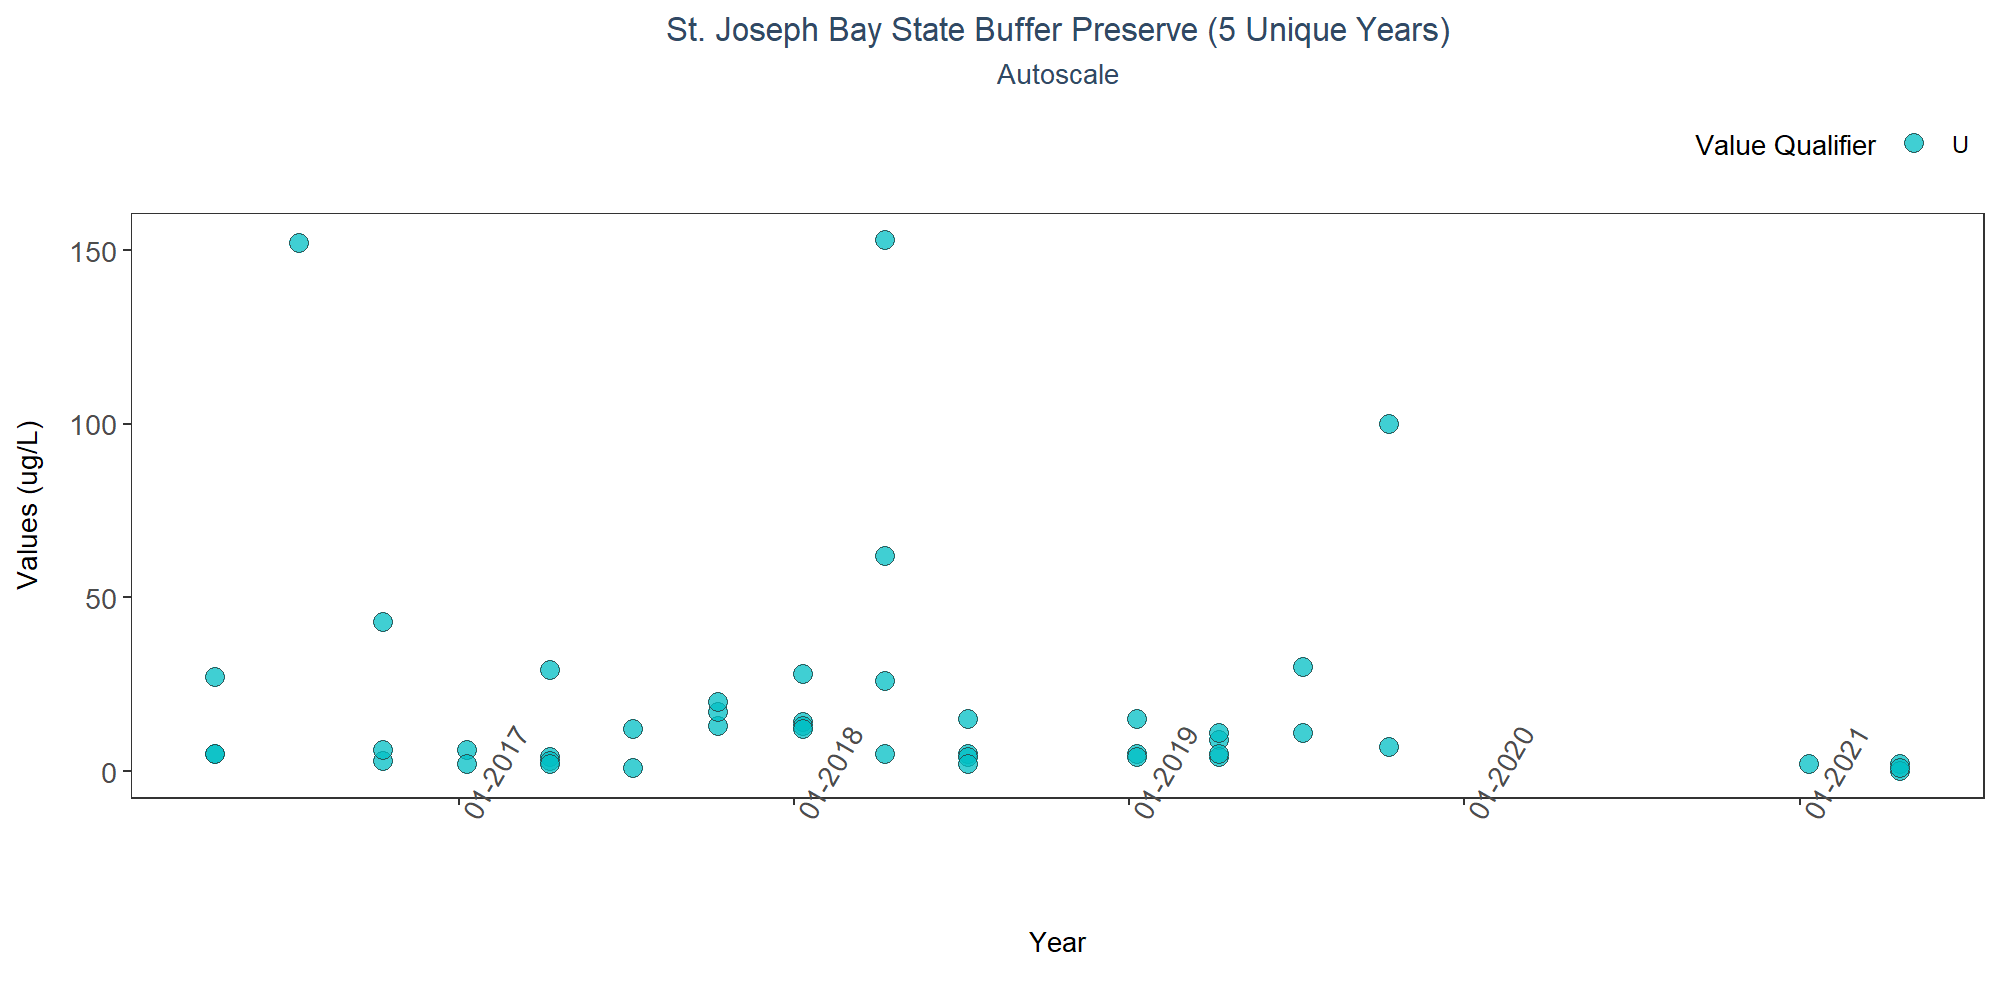 St. Joseph Bay State Buffer Preserve (5 Unique Years)
Autoscale
Value Qualifier U
150
100
50
0
Values (ug/L)
01-2017
01-2018
01-2019
01-2020
01-2021
Year